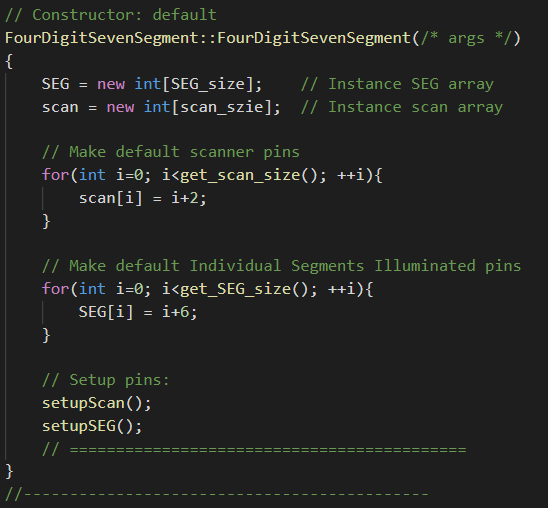 // Constructor: default
FourDigitSevenSegment::FourDigitSevenSegment(/* args */)
{
    SEG = new int[SEG_size];    // Instance SEG array
    scan = new int[scan_szie];  // Instance scan array

    // Make default scanner pins
    for(int i=0; i<get_scan_size(); ++i){
        scan[i] = i+2;
    }

    // Make default Individual Segments Illuminated pins
    for(int i=0; i<get_SEG_size(); ++i){
        SEG[i] = i+6;
    }

    // Setup pins:
    setupScan();
    setupSEG();
    // ===========================================
}
//--------------------------------------------